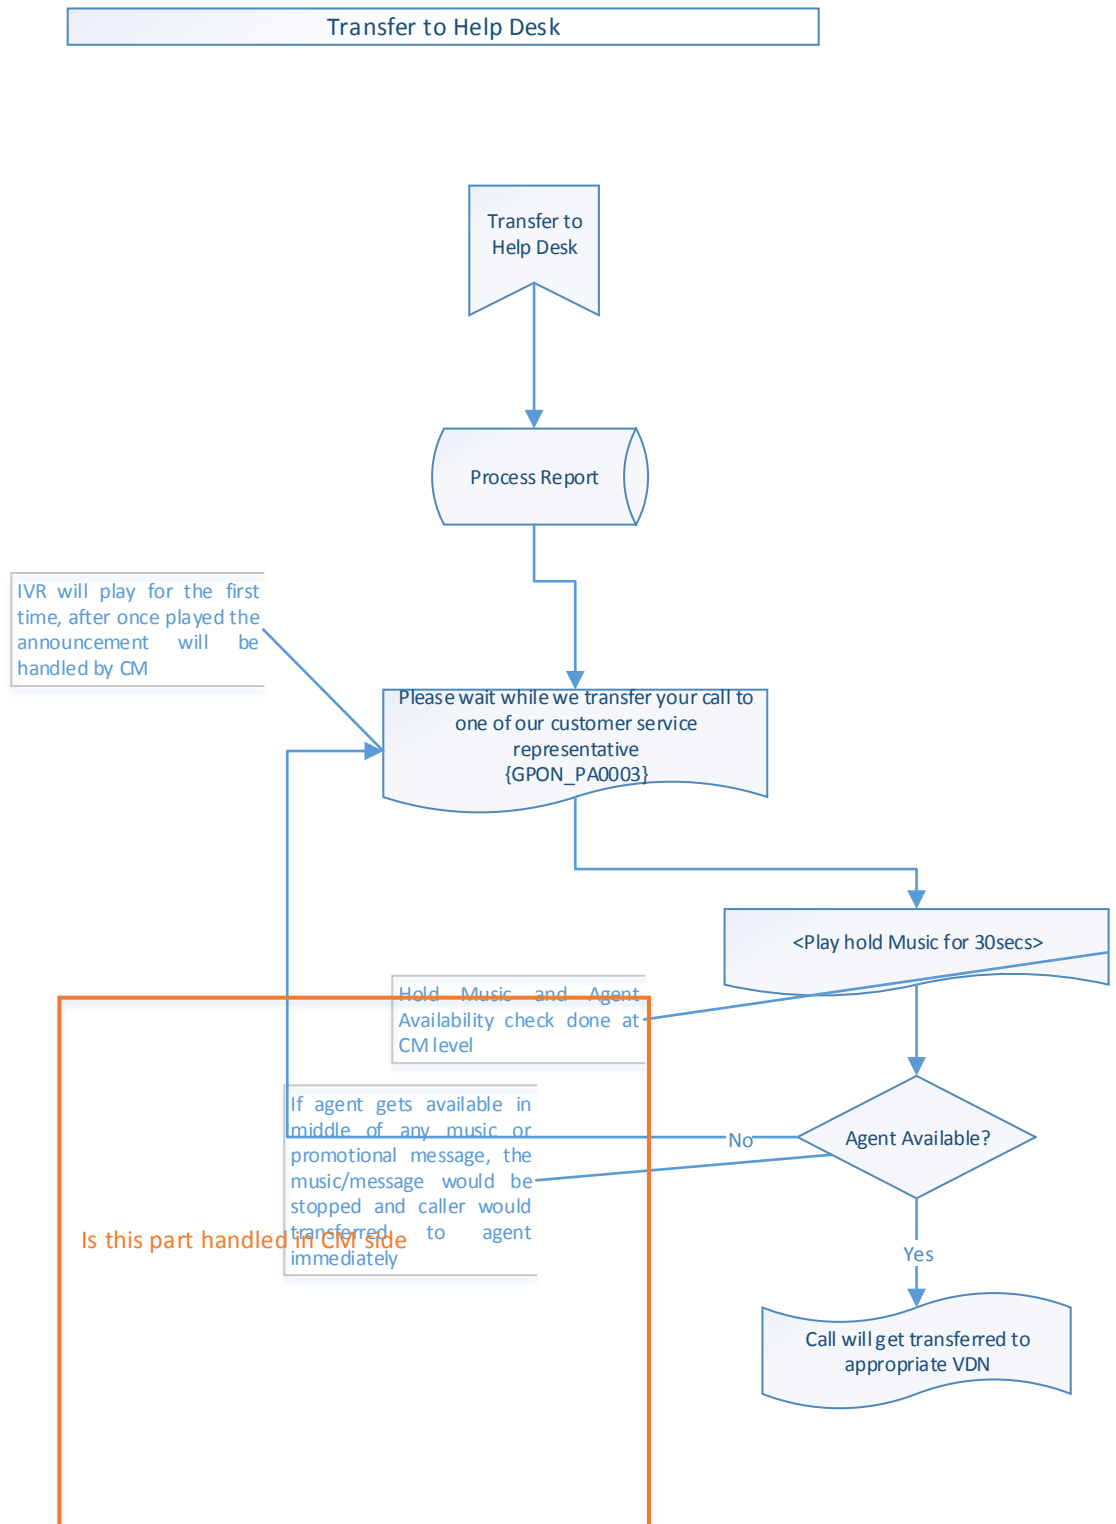 Transfer to Help Desk
Transfer to
Help Desk
Process Report
IVR will play for the first
time, after once played the
announcement will be
handled by CM
Please wait while we transfer your call to
one of our customer service
representative
{GPON_PA0003}
<Play hold Music for 30secs>
Hold Music and Agent
Availability check done at
CM level
If agent gets available in
middle of any music or
promotional message, the
music/message would be
stopped and caller would
transferred to agent
immediately
No
Agent Available?
Is this part handled in CM side
Yes
Call will get transferred to
appropriate VDN